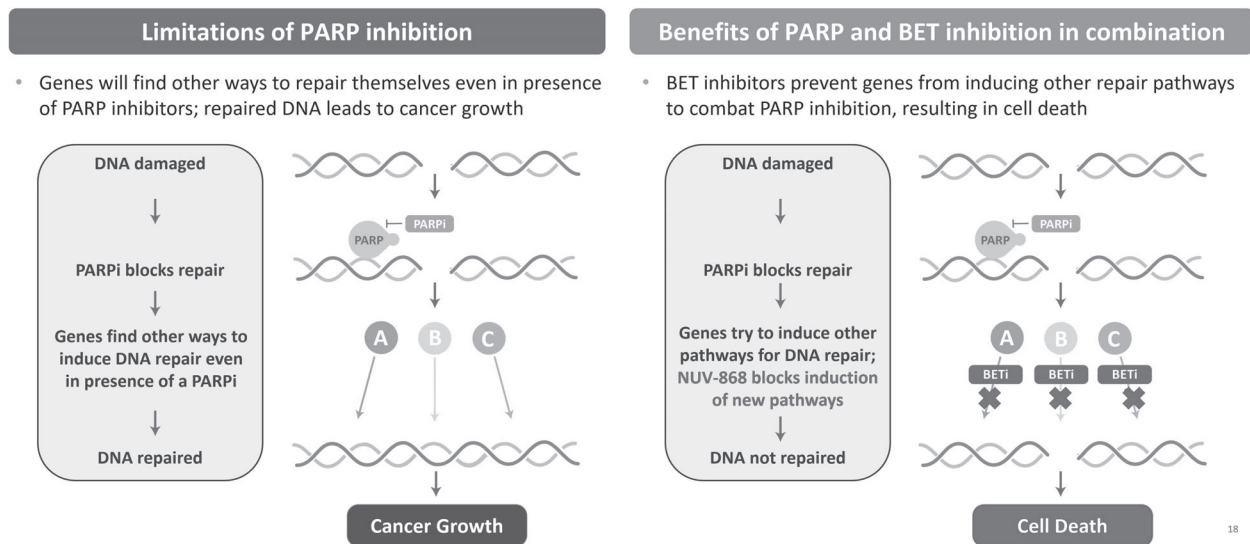 Limitations of PARP inhibition
• Genes will find other ways to repair themselves even in presence
of PARP inhibitors; repaired DNA leads to cancer growth
DNA damaged
PARPi blocks repair
Genes find other ways to
induce DNA repair even
in presence of a PARPi
DNA repaired
PARPi
PARP
A B C
Cancer Growth
Benefits of PARP and BET inhibition in combination
• BET inhibitors prevent genes from inducing other repair pathways
to combat PARP inhibition, resulting in cell death
DNA damaged
PARPi blocks repair
Genes try to induce other
pathways for DNA repair;
NUV-868 blocks induction
of new pathways
DNA not repaired
PARPi
PARP
A B C
BETi BETi BETi
Cell Death
18